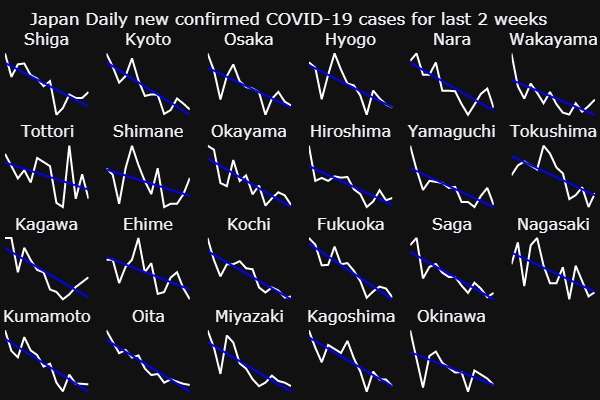 Japan Daily new confirmed COVID-19 cases for last 2 weeks
Shiga Kyoto Osaka Hyogo Nara Wakayama
Tottori Shimane Okayama Hiroshima Yamaguchi Tokushima
Kagawa Ehime Kochi Fukuoka Saga Nagasaki
Kumamoto Oita Miyazaki Kagoshima Okinawa